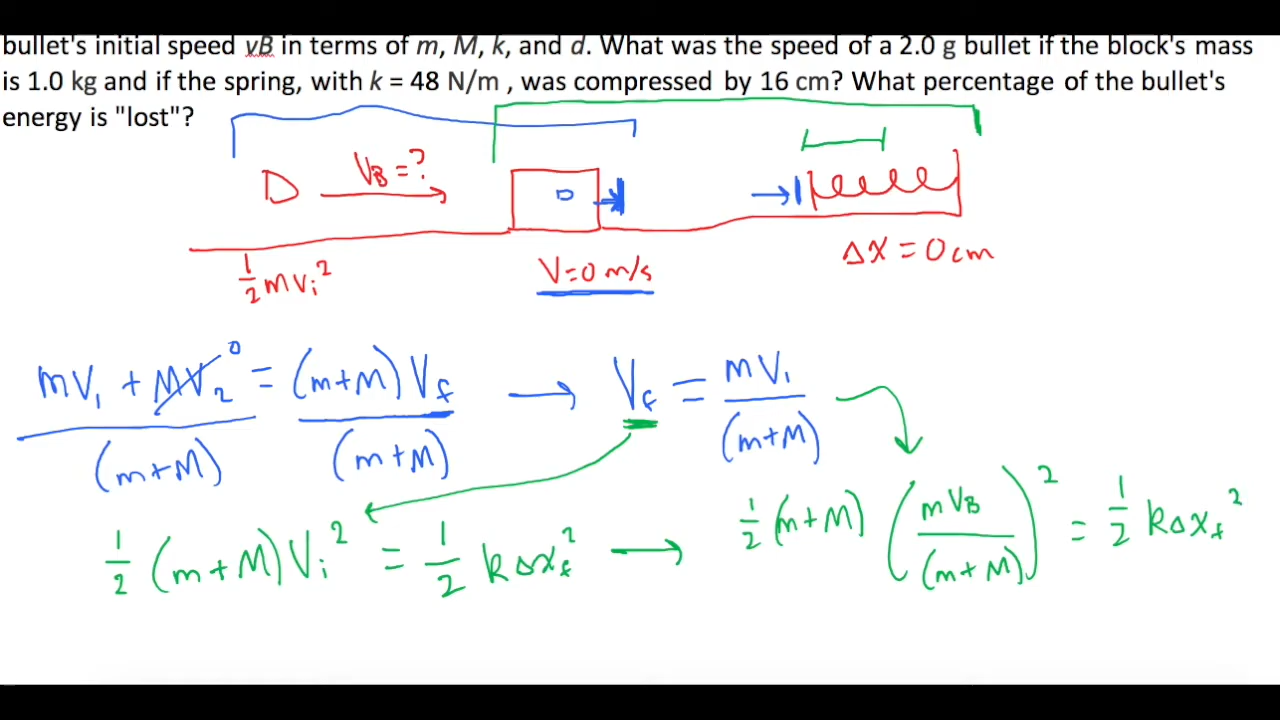 bullet's initial speed vB in terms of m, M, k, and d. What was the speed of a 2.0 g bullet if the block's mass
is 1.0 kg and if the spring, with k = 48 N/m , was compressed by 16 cm? What percentage of the bullet's
energy is "lost"?
VB = ?
½ m Vi²
V=0 m/s
Δx = 0 cm
mV₁ + MV₂ 0 = (m+M) Vf → Vf = mV₁
(m+M) (m+M) (m+M)
½ (m+M) Vi² = ½ kΔxf² → ½ (m+M) (mVB / (m+M))² = ½ kΔxf²